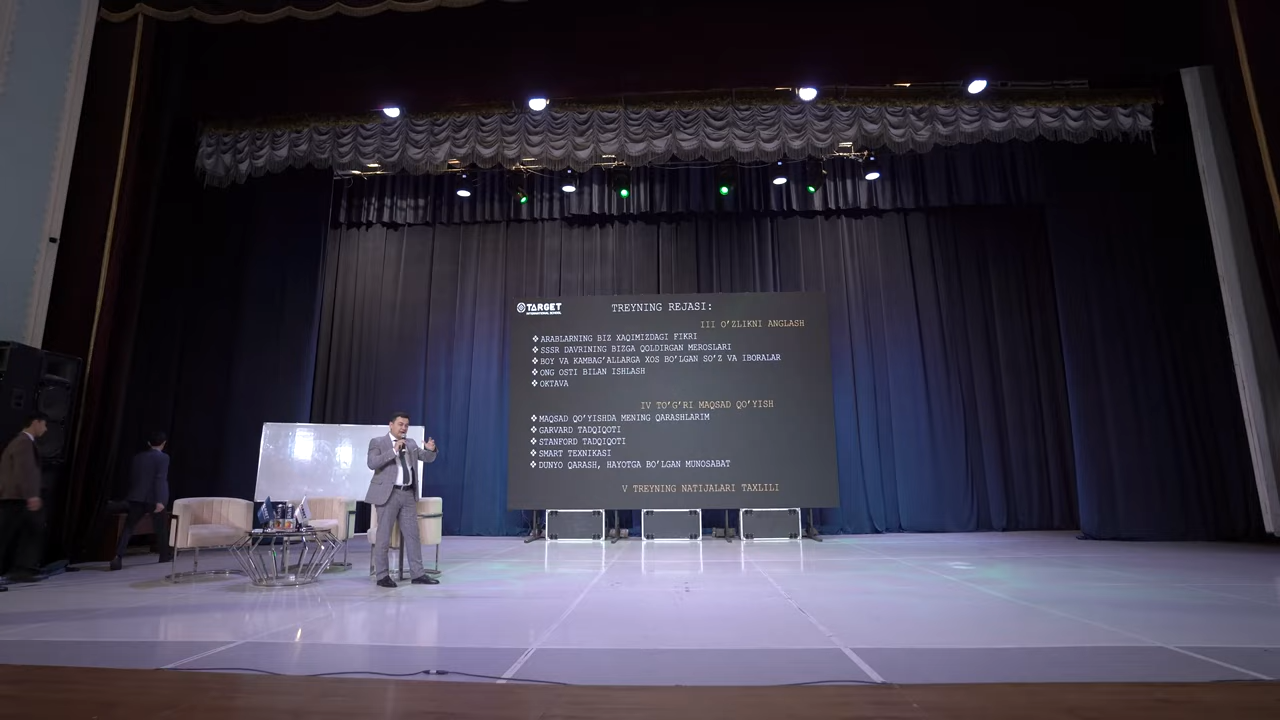 TARGET
INTERNATIONAL SCHOOL
TREYNING REJASI:
III O'ZLIKNI ANGLASH
❖ ARABLARNING BIZ XAQIMIZDAGI FIKRI
❖ SSSR DAVRINING BIZGA QOLDIRGAN MEROSLARI
❖ BOY VA KAMBAG'ALLARGA XOS BO'LGAN SO'Z VA IBORALAR
❖ ONG OSTI BILAN ISHLASH
❖ OKTAVA
IV TO'G'RI MAQSAD QO'YISH
❖ MAQSAD QO'YISHDA MENING QARASHLARIM
❖ GARVARD TADQIQOTI
❖ STANFORD TADQIQOTI
❖ SMART TEXNIKASI
❖ DUNYO QARASH, HAYOTGA BO'LGAN MUNOSABAT
V TREYNING NATIJALARI TAXLILI